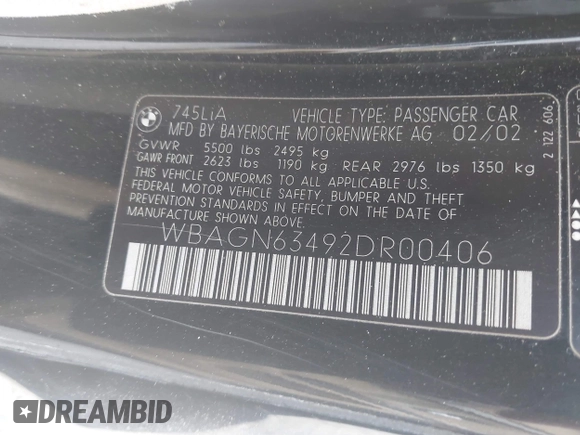 745LiA VEHICLE TYPE: PASSENGER CAR
MFD BY BAYERISCHE MOTORENWERKE AG 02/02
GVWR 5500 lbs 2495 kg
GAWR FRONT 2623 lbs 1190 kg REAR 2976 lbs 1350 kg
THIS VEHICLE CONFORMS TO ALL APPLICABLE U.S.
FEDERAL MOTOR VEHICLE SAFETY, BUMPER AND THEFT
PREVENTION STANDARDS IN EFFECT ON THE DATE OF
MANUFACTURE SHOWN ABOVE.
WBAGN63492DR00406
2 122 606
DREAMBID